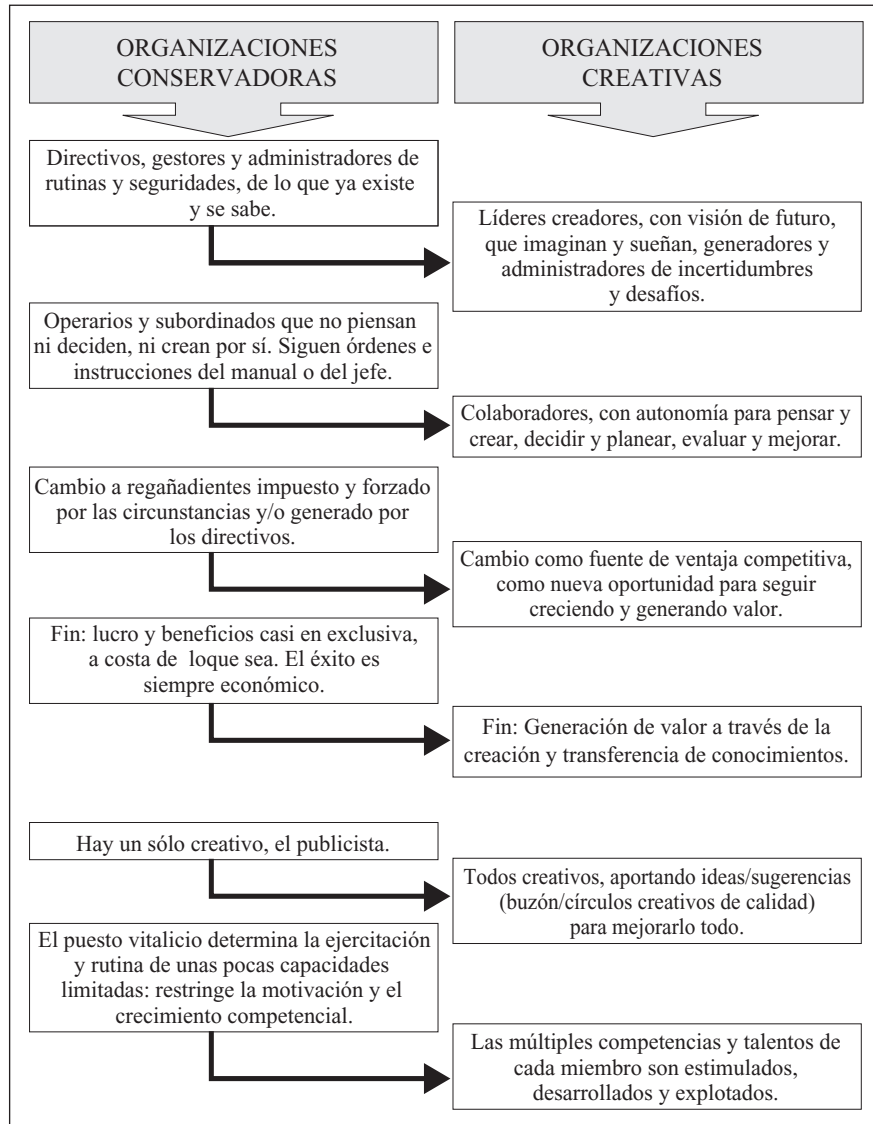 ORGANIZACIONES
CONSERVADORAS
ORGANIZACIONES
CREATIVAS
Directivos, gestores y administradores de
rutinas y seguridades, de lo que ya existe
y se sabe.
Líderes creadores, con visión de futuro,
que imaginan y sueñan, generadores y
administradores de incertidumbres
y desafíos.
Operarios y subordinados que no piensan
ni deciden, ni crean por sí. Siguen órdenes e
instrucciones del manual o del jefe.
Colaboradores, con autonomía para pensar y
crear, decidir y planear, evaluar y mejorar.
Cambio a regañadientes impuesto y forzado
por las circunstancias y/o generado por
los directivos.
Cambio como fuente de ventaja competitiva,
como nueva oportunidad para seguir
creciendo y generando valor.
Fin: lucro y beneficios casi en exclusiva,
a costa de loque sea. El éxito es
siempre económico.
Fin: Generación de valor a través de la
creación y transferencia de conocimientos.
Hay un sólo creativo, el publicista.
Todos creativos, aportando ideas/sugerencias
(buzón/círculos creativos de calidad)
para mejorarlo todo.
El puesto vitalicio determina la ejercitación
y rutina de unas pocas capacidades
limitadas: restringe la motivación y el
crecimiento competencial.
Las múltiples competencias y talentos de
cada miembro son estimulados,
desarrollados y explotados.